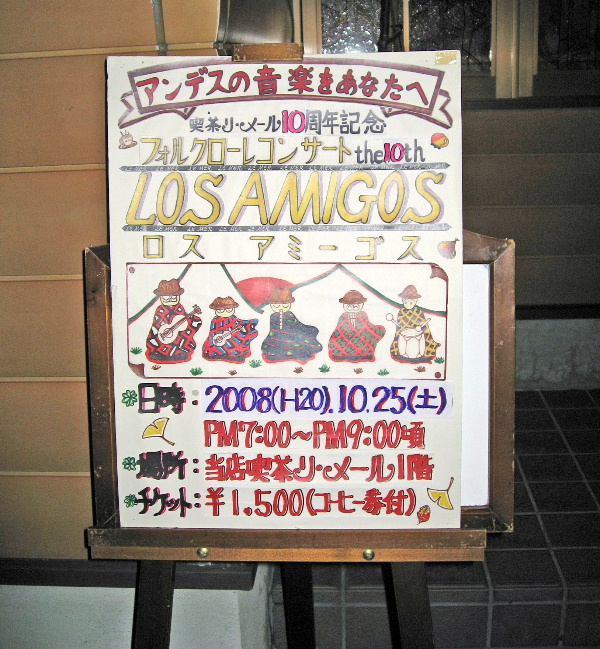 アンデスの音楽をあなたへ
喫茶リ・メール10周年記念
フォルクローレコンサート the10th
LOS AMIGOS
ロス アミーゴス
日時：2008(H20).10.25(土)
PM7:00〜PM9:00頃
場所：当店喫茶リ・メール1階
チケット：¥1,500(コーヒー券付)